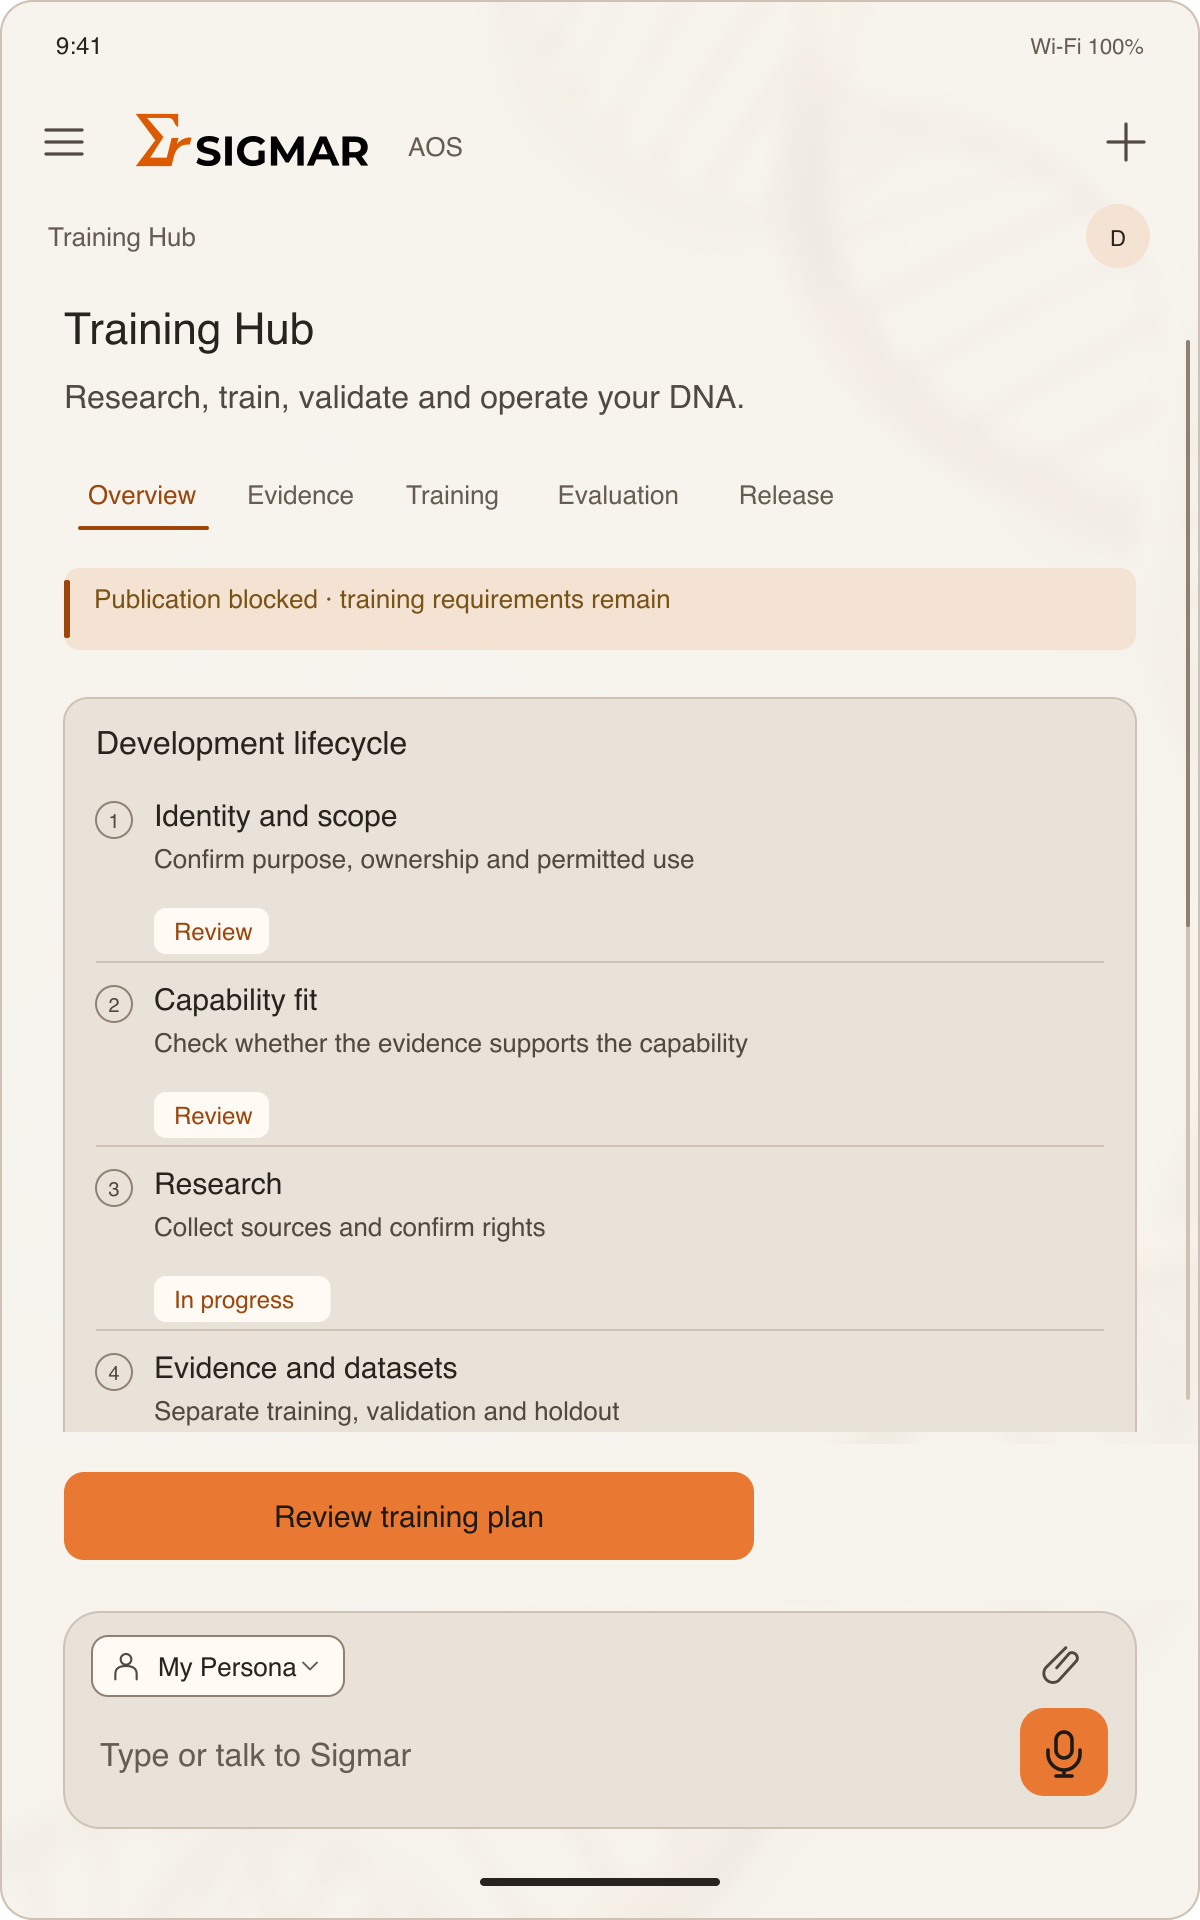 9:41
Wi-Fi 100%
Σr SIGMAR AOS
Training Hub
D
Training Hub
Research, train, validate and operate your DNA.
Overview Evidence Training Evaluation Release
Publication blocked · training requirements remain
Development lifecycle
1 Identity and scope
Confirm purpose, ownership and permitted use
Review
2 Capability fit
Check whether the evidence supports the capability
Review
3 Research
Collect sources and confirm rights
In progress
4 Evidence and datasets
Separate training, validation and holdout
Review training plan
My Persona
Type or talk to Sigmar